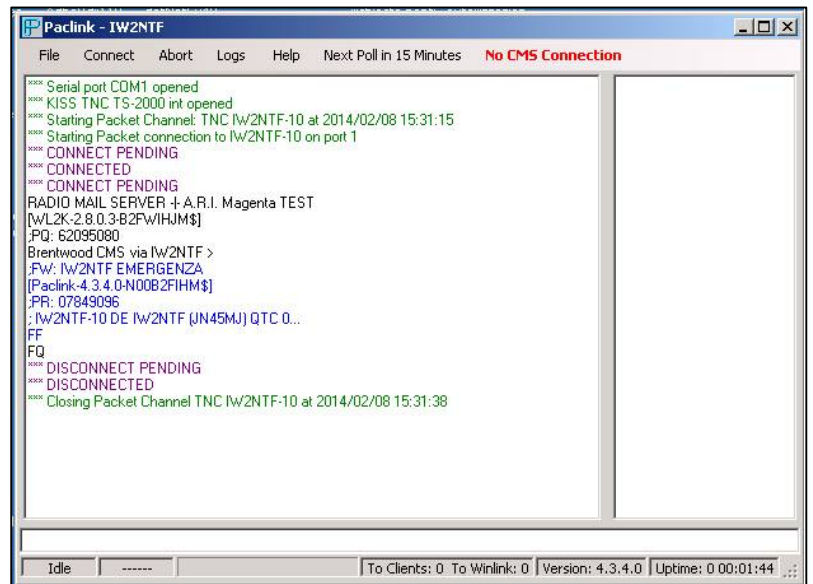 Paclink - IW2NTF
File Connect Abort Logs Help Next Poll in 15 Minutes No CMS Connection
*** Serial port COM1 opened
*** KISS TNC TS-2000 int opened
*** Starting Packet Channel: TNC IW2NTF-10 at 2014/02/08 15:31:15
*** Starting Packet connection to IW2NTF-10 on port 1
*** CONNECT PENDING
*** CONNECTED
*** CONNECT PENDING
RADIO MAIL SERVER -|- A.R.I. Magenta TEST
[WL2K-2.8.0.3-B2FWIHJM$]
;PQ: 62095080
Brentwood CMS via IW2NTF >
;FW: IW2NTF EMERGENZA
[Paclink-4.3.4.0-N00B2FIHM$]
;PR: 07849096
; IW2NTF-10 DE IW2NTF (JN45MJ) QTC 0...
FF
FQ
*** DISCONNECT PENDING
*** DISCONNECTED
*** Closing Packet Channel TNC IW2NTF-10 at 2014/02/08 15:31:38
Idle ------ To Clients: 0 To Winlink: 0 Version: 4.3.4.0 Uptime: 0 00:01:44